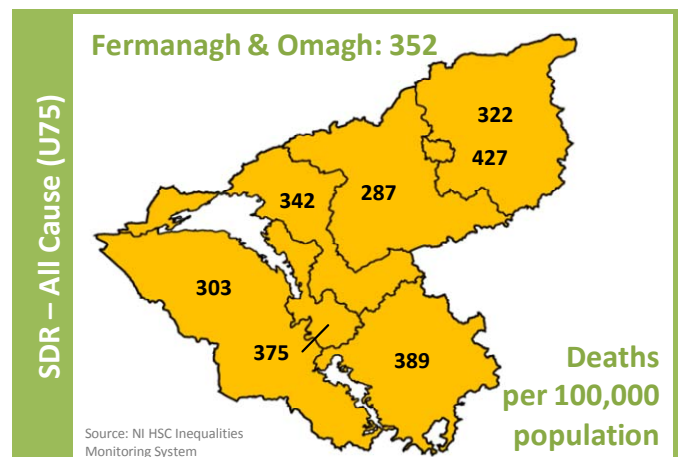 SDR – All Cause (U75)
Fermanagh & Omagh: 352
322
427
342
287
303
375
389
Deaths
per 100,000
population
Source: NI HSC Inequalities
Monitoring System